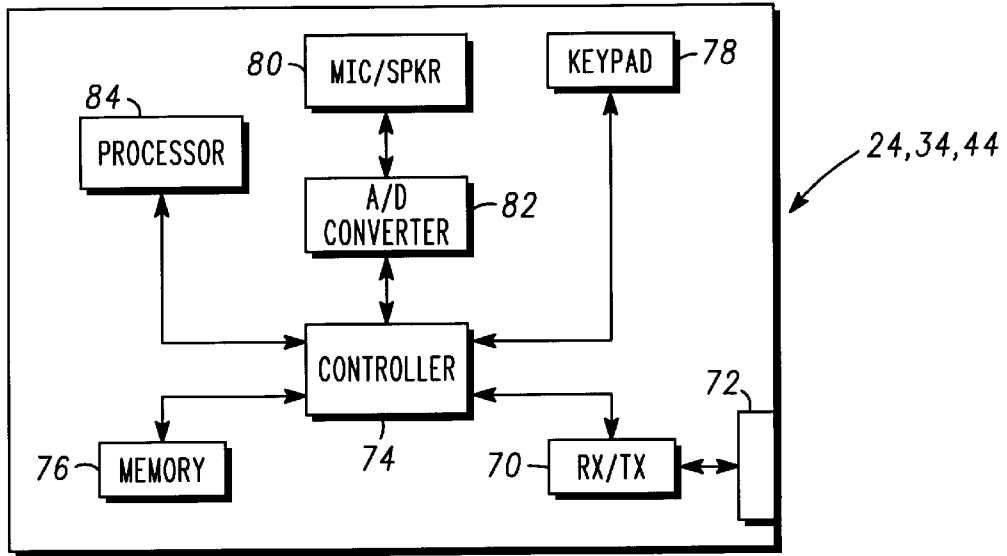 80
MIC/SPKR
KEYPAD
78
84
PROCESSOR
24,34,44
A/D
CONVERTER
82
CONTROLLER
74
72
76
MEMORY
70
RX/TX